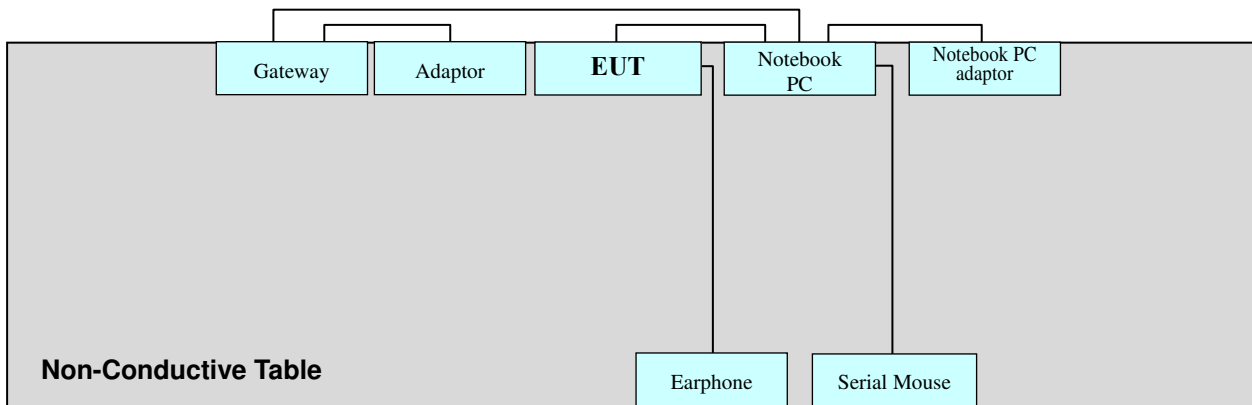 Gateway
Adaptor
EUT
Notebook
PC
Notebook PC
adaptor
Non-Conductive Table
Earphone
Serial Mouse